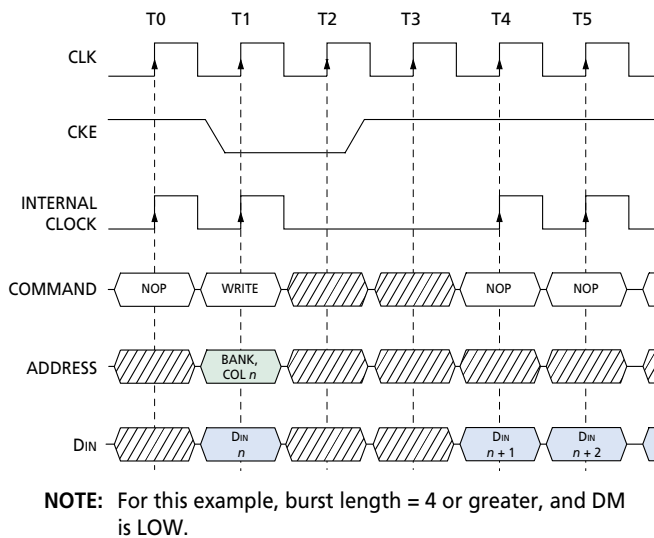 T0 T1 T2 T3 T4 T5
CLK
CKE
INTERNAL
CLOCK
COMMAND NOP WRITE NOP NOP
ADDRESS BANK,
COL n
DIN DIN
n DIN
n + 1 DIN
n + 2
NOTE: For this example, burst length = 4 or greater, and DM
is LOW.